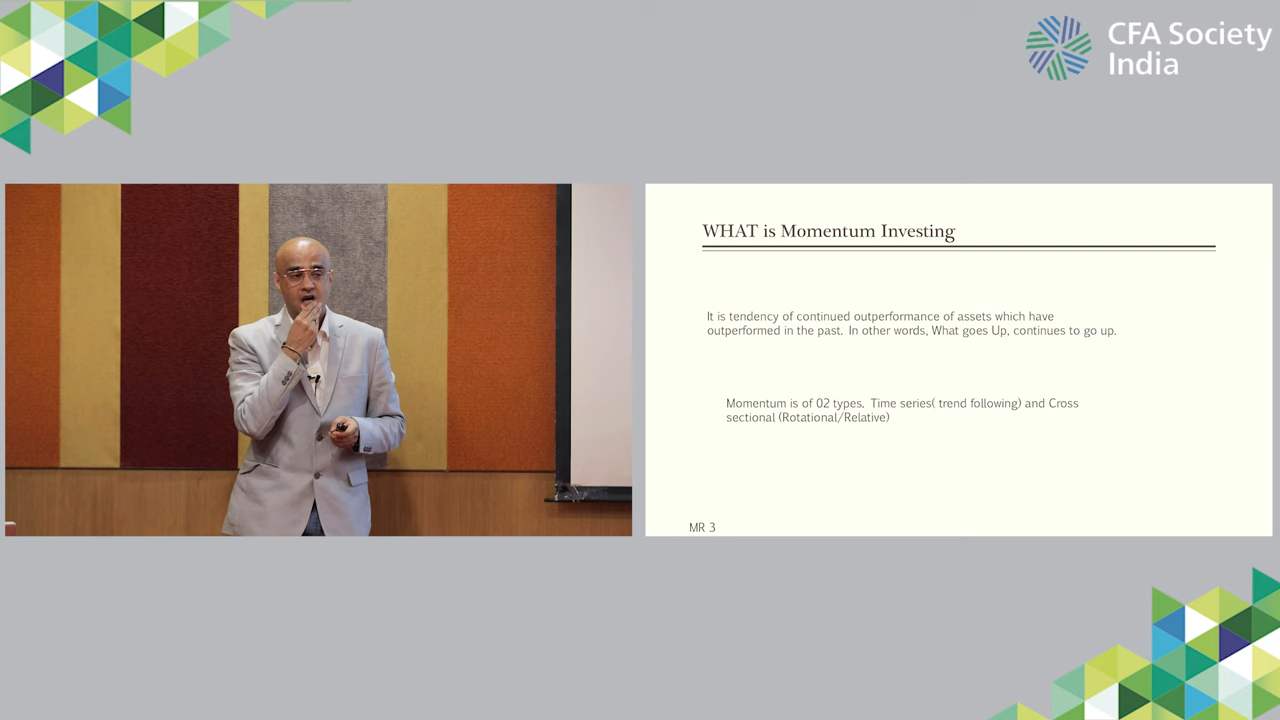 CFA Society
India
WHAT is Momentum Investing
It is tendency of continued outperformance of assets which have
outperformed in the past. In other words, What goes Up, continues to go up.
Momentum is of 02 types. Time series( trend following) and Cross
sectional (Rotational/Relative)
MR 3